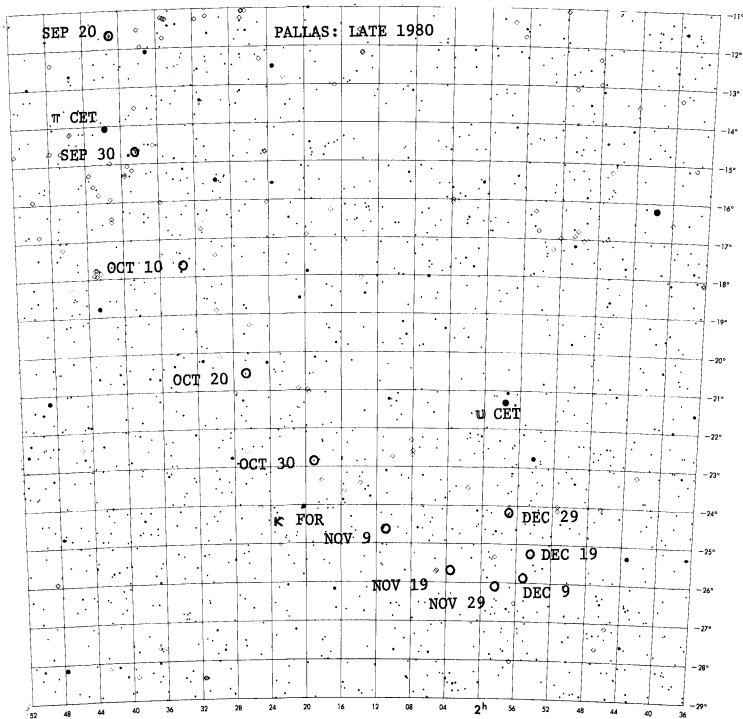 SEP 20
PALLAS: LATE 1980
-11°
-12°
-13°
π CET
-14°
SEP 30
-15°
-16°
-17°
OCT 10
-18°
-19°
-20°
OCT 20
-21°
υ CET
-22°
OCT 30
-23°
κ FOR
-24°
DEC 29
NOV 9
-25°
DEC 19
NOV 19
-26°
DEC 9
NOV 29
-27°
-28°
-29°
52 48 44 40 36 32 28 24 20 16 12 08 04 2h 56 52 48 44 40 36